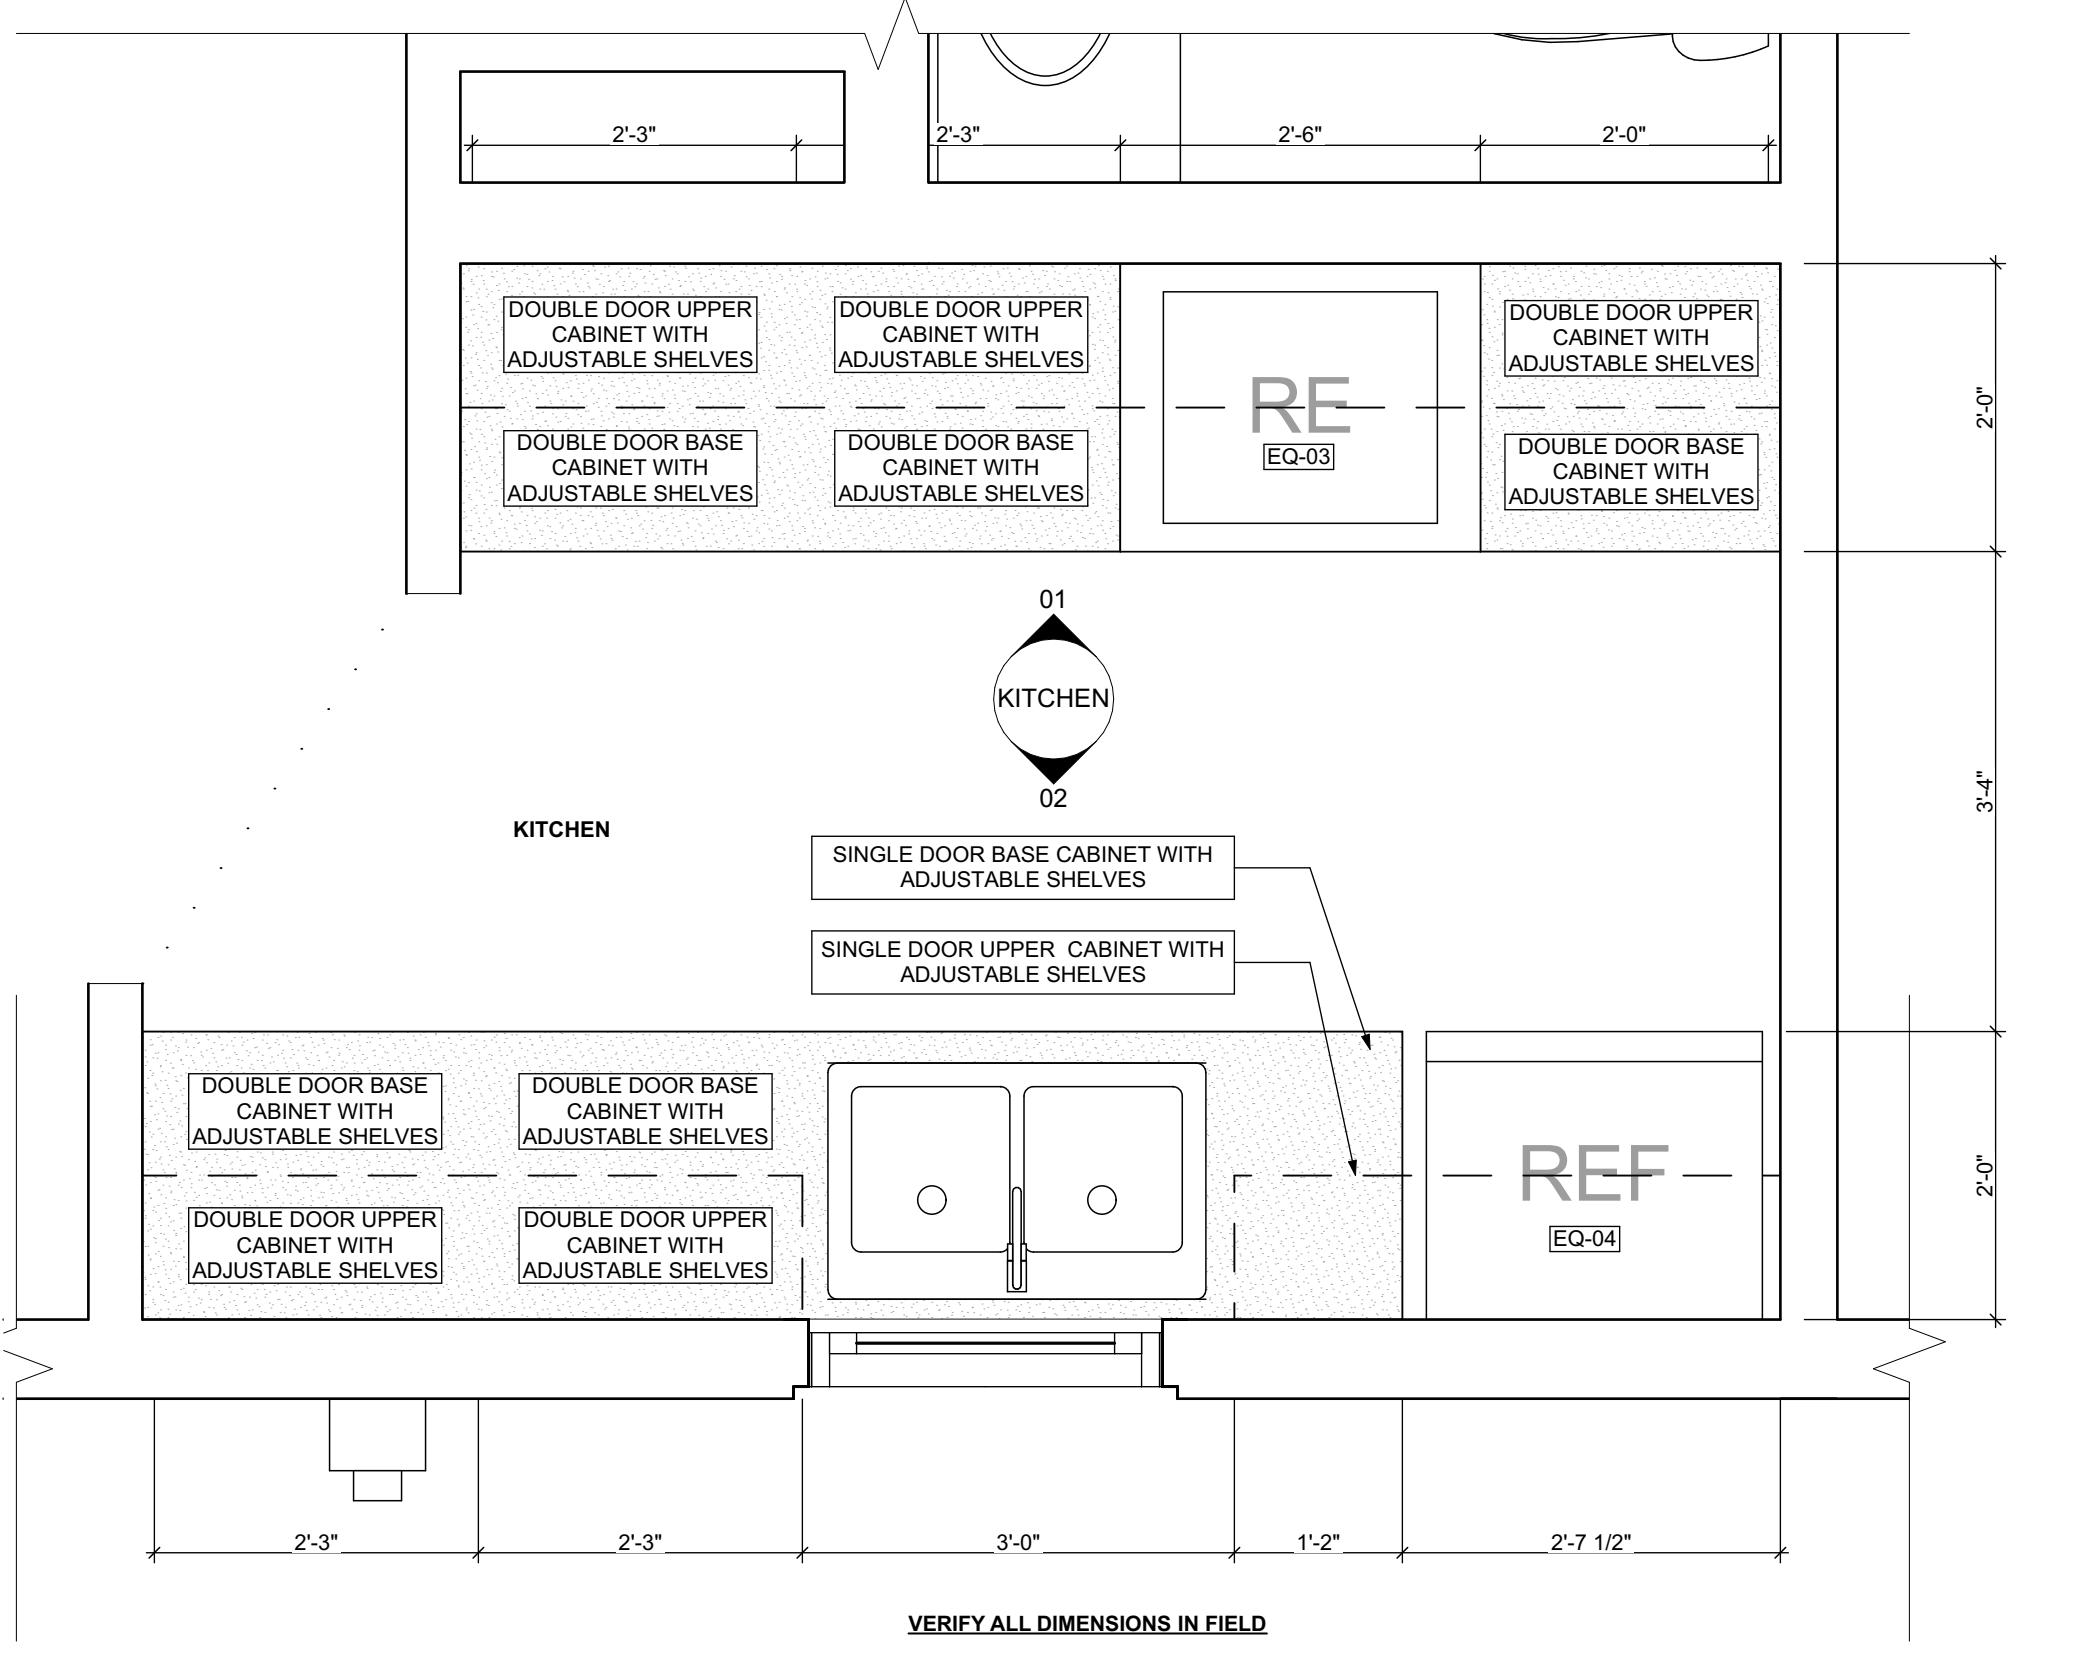 2'-3"
2'-3"
2'-6"
2'-0"
DOUBLE DOOR UPPER
CABINET WITH
ADJUSTABLE SHELVES
DOUBLE DOOR UPPER
CABINET WITH
ADJUSTABLE SHELVES
DOUBLE DOOR UPPER
CABINET WITH
ADJUSTABLE SHELVES
RE
EQ-03
2'-0"
DOUBLE DOOR BASE
CABINET WITH
ADJUSTABLE SHELVES
DOUBLE DOOR BASE
CABINET WITH
ADJUSTABLE SHELVES
DOUBLE DOOR BASE
CABINET WITH
ADJUSTABLE SHELVES
01
KITCHEN
02
3'-4"
KITCHEN
SINGLE DOOR BASE CABINET WITH
ADJUSTABLE SHELVES
SINGLE DOOR UPPER CABINET WITH
ADJUSTABLE SHELVES
DOUBLE DOOR BASE
CABINET WITH
ADJUSTABLE SHELVES
DOUBLE DOOR BASE
CABINET WITH
ADJUSTABLE SHELVES
REF
EQ-04
2'-0"
DOUBLE DOOR UPPER
CABINET WITH
ADJUSTABLE SHELVES
DOUBLE DOOR UPPER
CABINET WITH
ADJUSTABLE SHELVES
2'-3"
2'-3"
3'-0"
1'-2"
2'-7 1/2"
VERIFY ALL DIMENSIONS IN FIELD